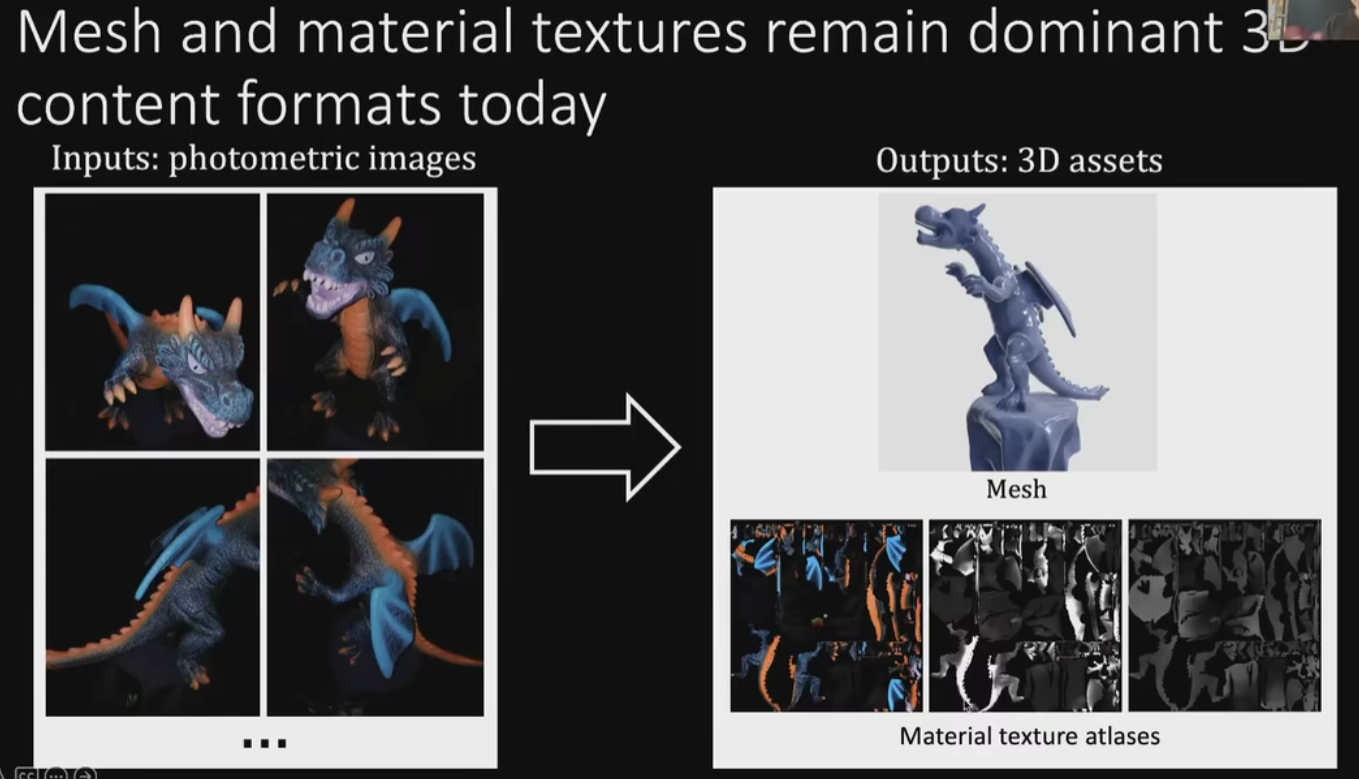 Mesh and material textures remain dominant 3D
content formats today
Inputs: photometric images
Outputs: 3D assets
Mesh
...
Material texture atlases
cc